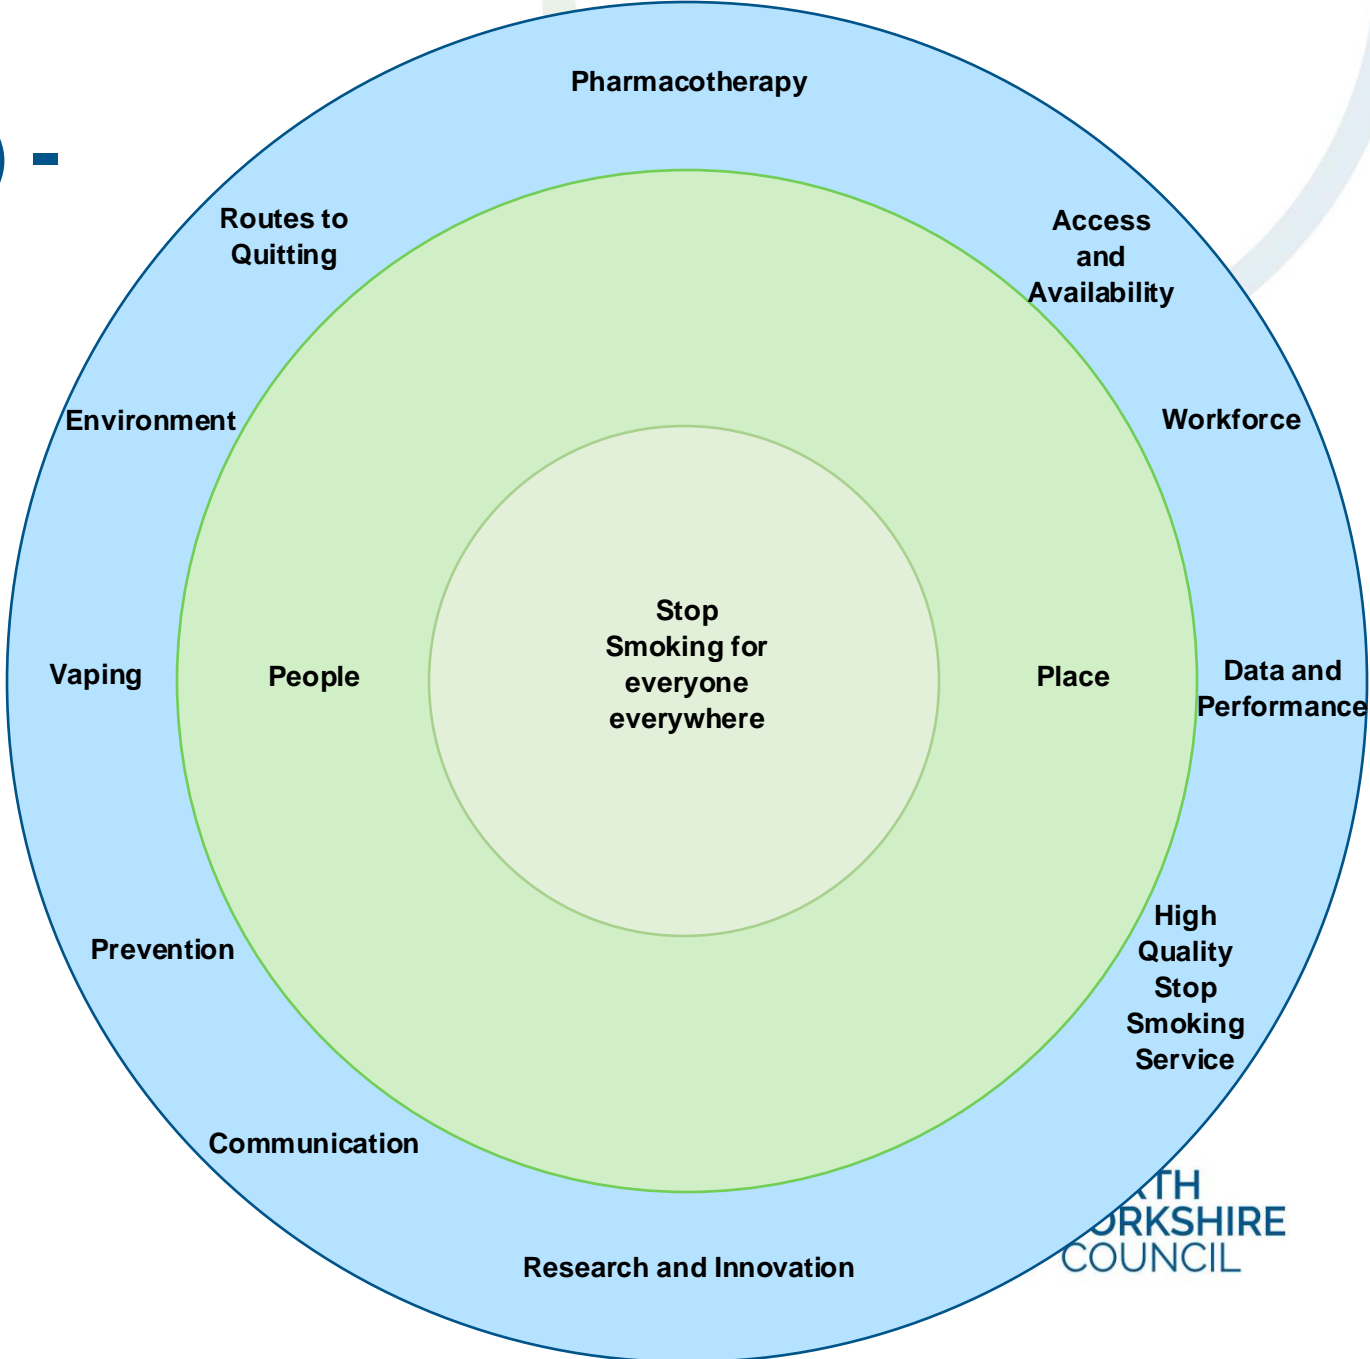 Pharmacotherapy
Routes to
Quitting
Access
and
Availability
Environment
Workforce
Stop
Smoking for
everyone
everywhere
Vaping
People
Place
Data and
Performance
High
Quality
Stop
Smoking
Service
Prevention
Communication
Research and Innovation
COUNCIL